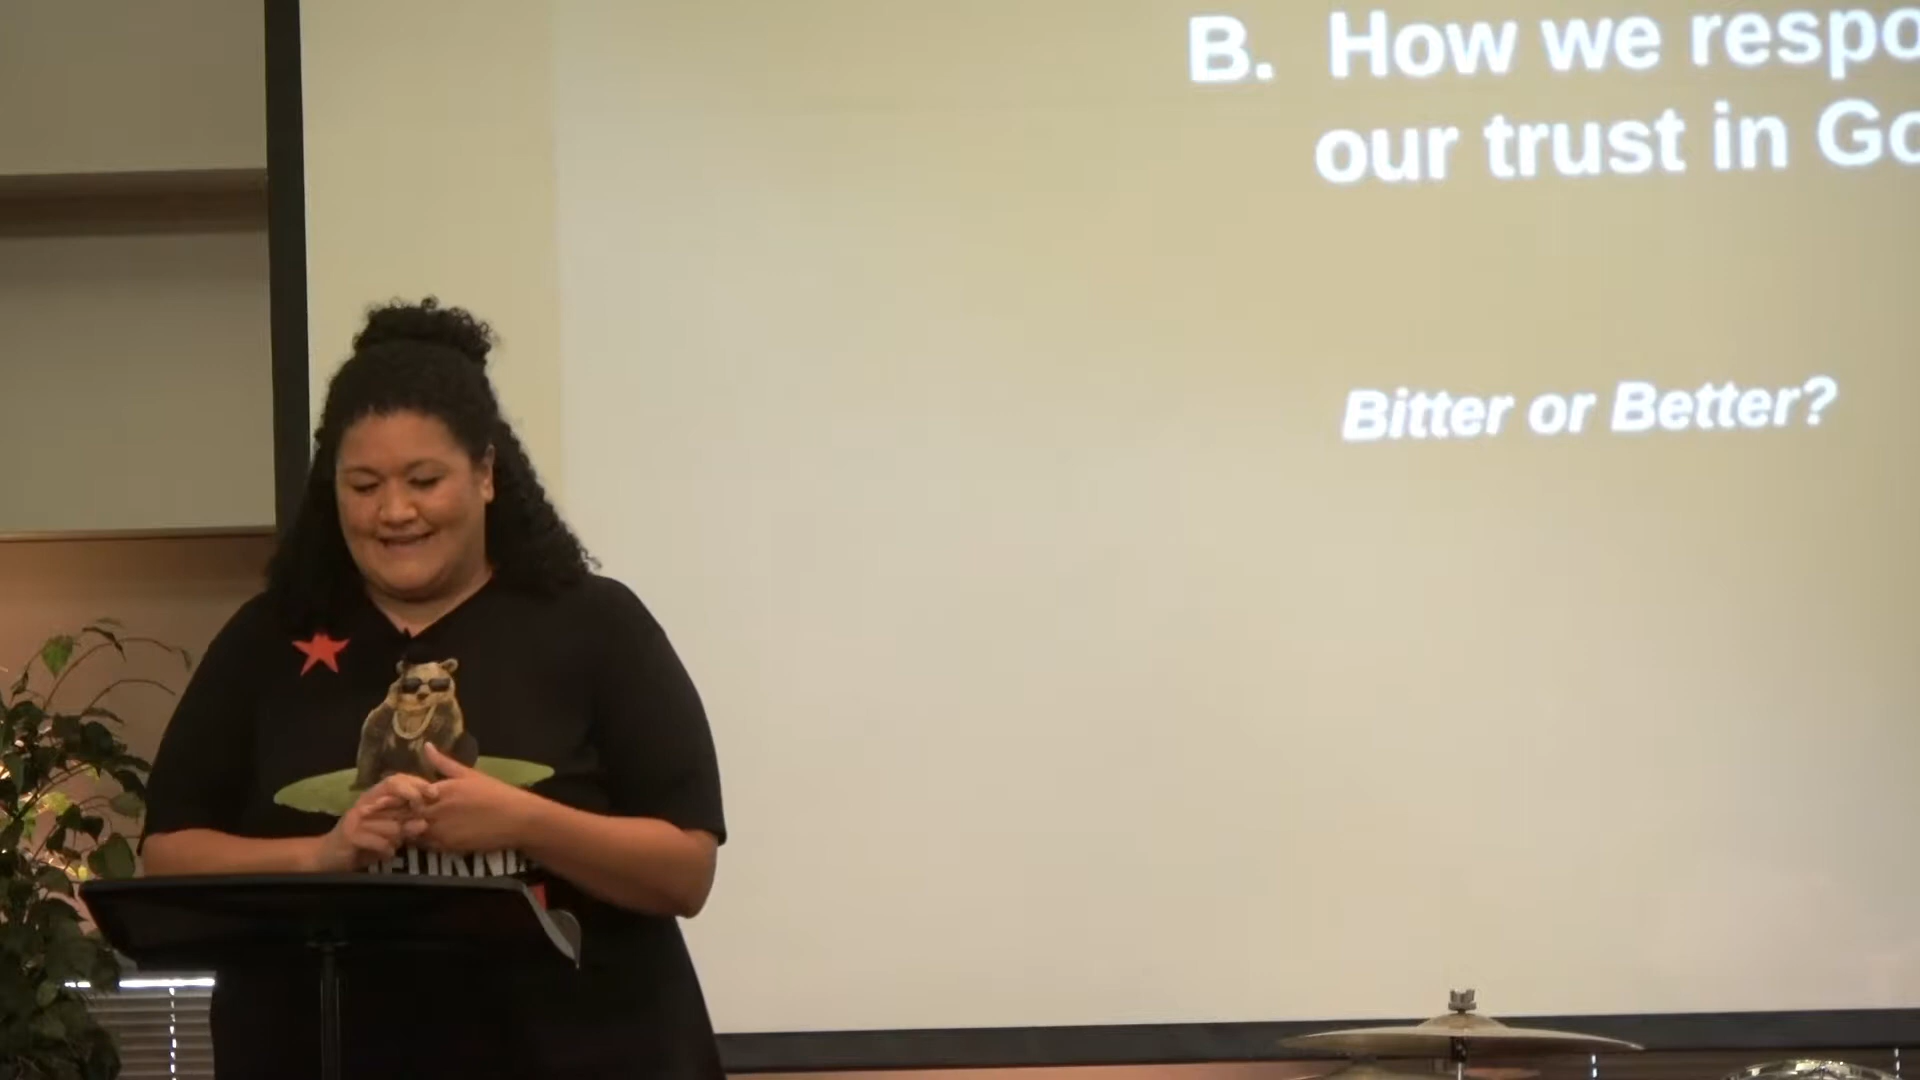 B. How we respo
our trust in Go
Bitter or Better?